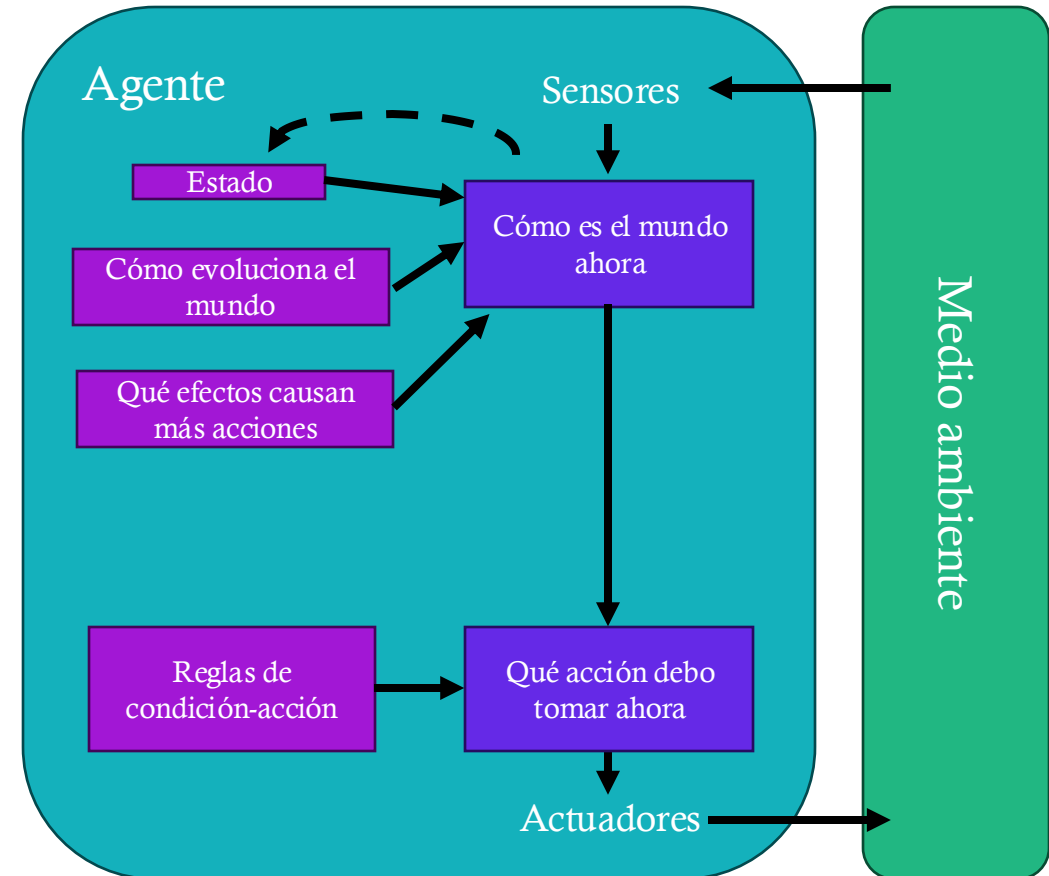 Agente
Sensores
Estado
Cómo es el mundo
ahora
Cómo evoluciona el
mundo
Qué efectos causan
más acciones
Reglas de
condición-acción
Qué acción debo
tomar ahora
Actuadores
Medio ambiente